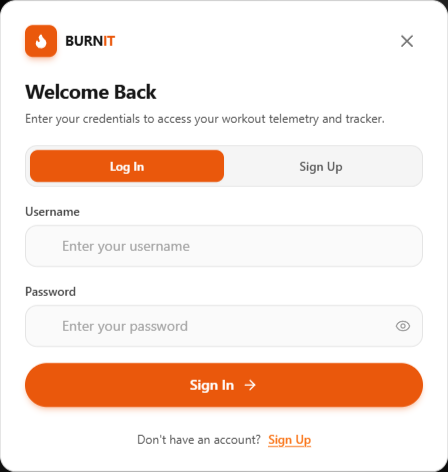 BURNIT
Welcome Back
Enter your credentials to access your workout telemetry and tracker.
Log In
Sign Up
Username
Enter your username
Password
Enter your password
Sign In →
Don't have an account? Sign Up